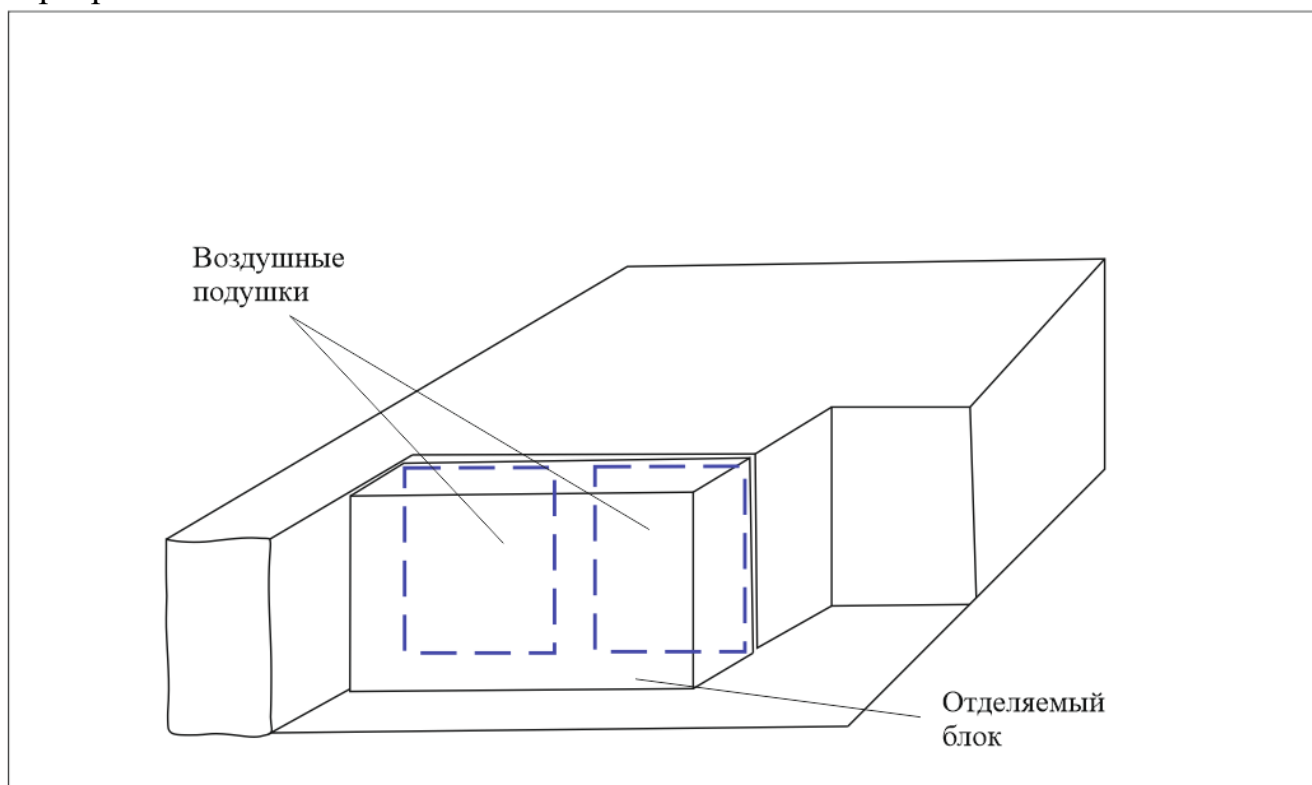 Воздушные
подушки
Отделяемый
блок